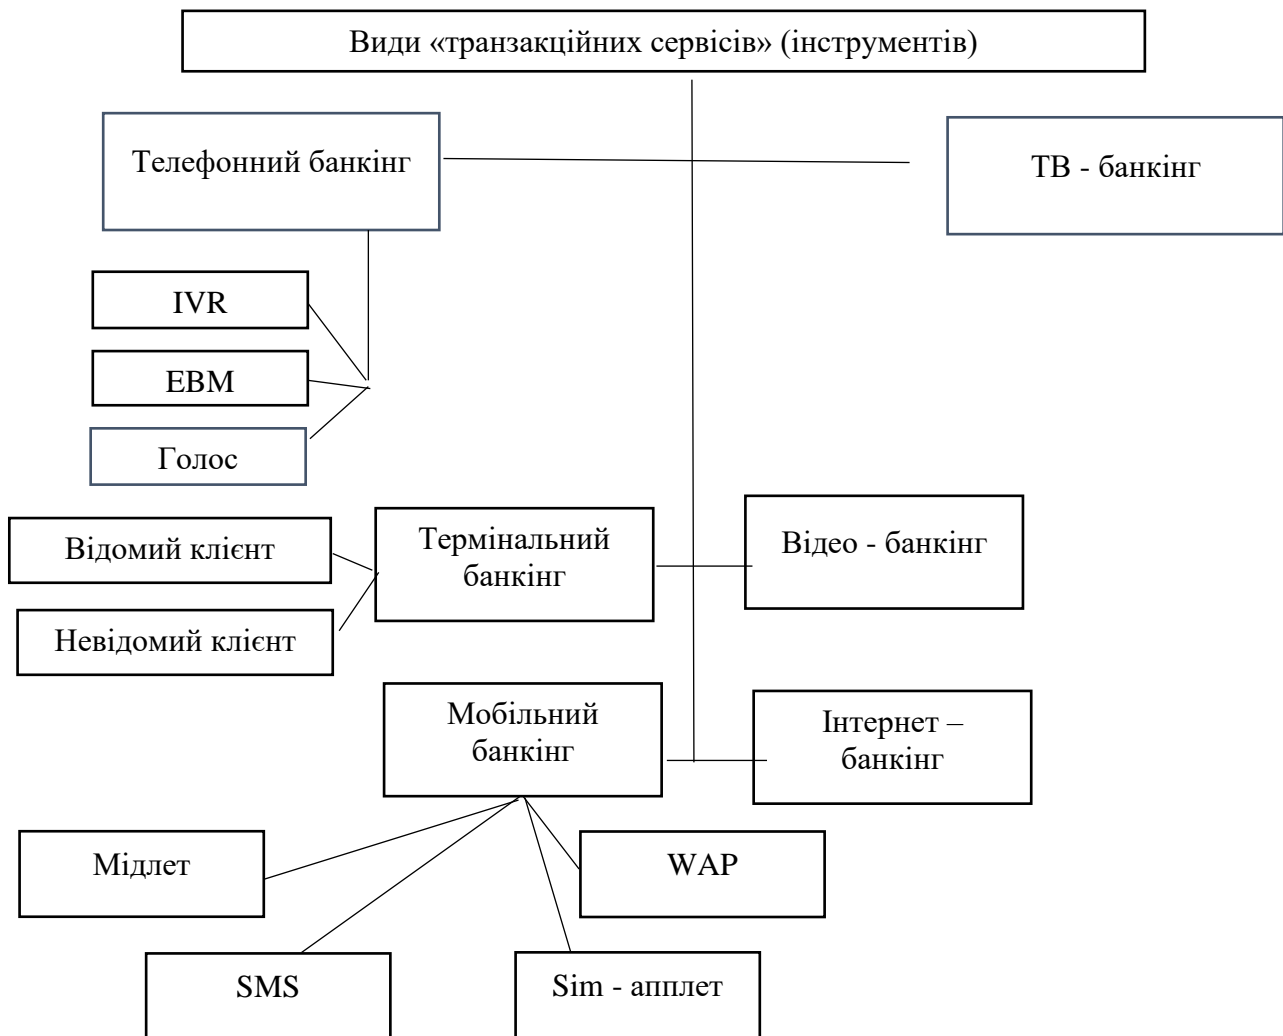 Види «транзакційних сервісів» (інструментів)
Телефонний банкінг
ТВ - банкінг
IVR
ЕВМ
Голос
Відомий клієнт
Термінальний
банкінг
Відео - банкінг
Невідомий клієнт
Мобільний
банкінг
Інтернет –
банкінг
Мідлет
WAP
SMS
Sim - апплет